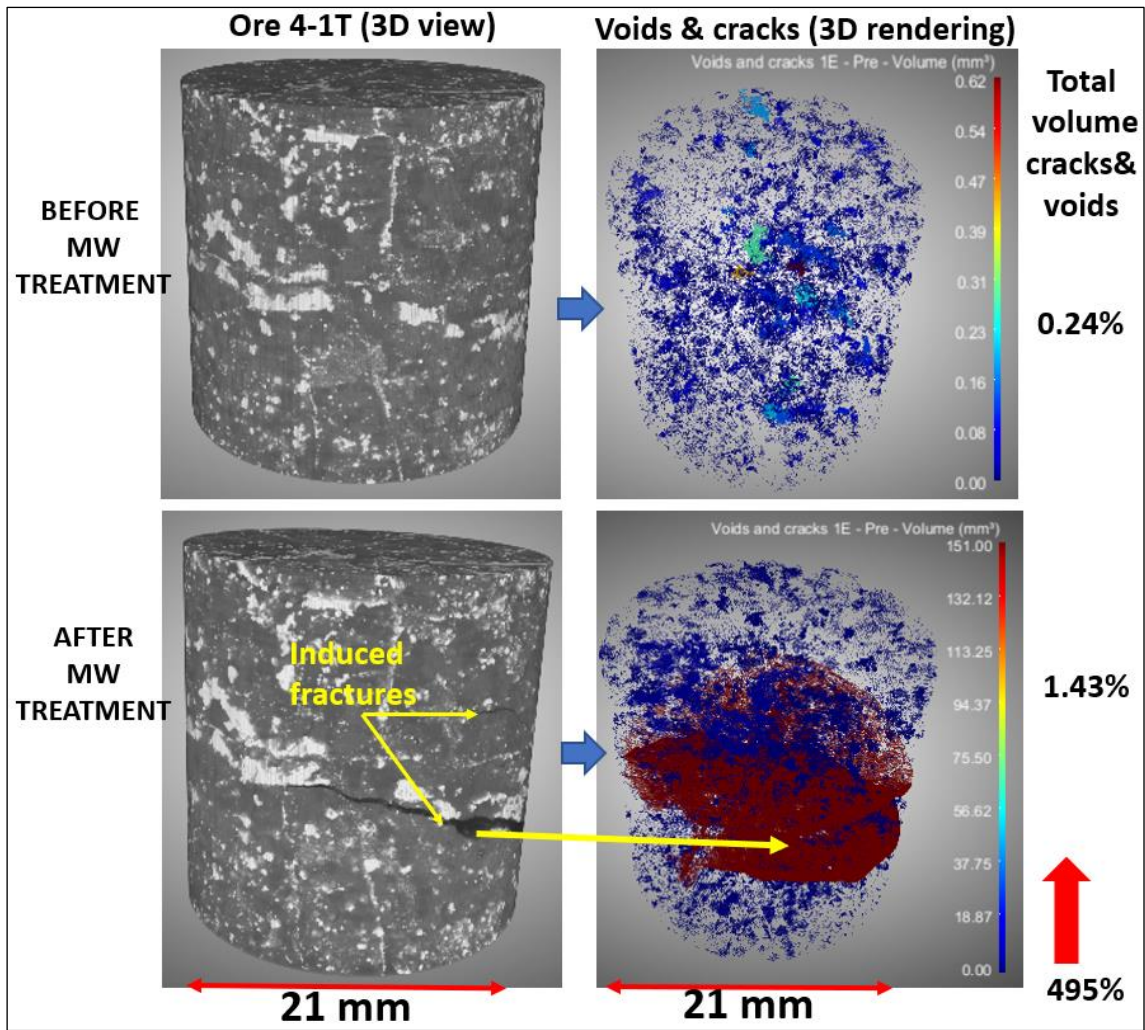 Ore 4-1T (3D view)
Voids & cracks (3D rendering)
BEFORE
MW
TREATMENT
Voids and cracks 1E - Pre - Volume (mm³)
0.62
0.54
0.47
0.39
0.31
0.23
0.16
0.08
0.00
Total
volume
cracks&
voids
0.24%
AFTER
MW
TREATMENT
Induced
fractures
Voids and cracks 1E - Pre - Volume (mm³)
151.00
132.12
113.25
94.37
75.50
56.62
37.75
18.87
0.00
1.43%
495%
21 mm
21 mm